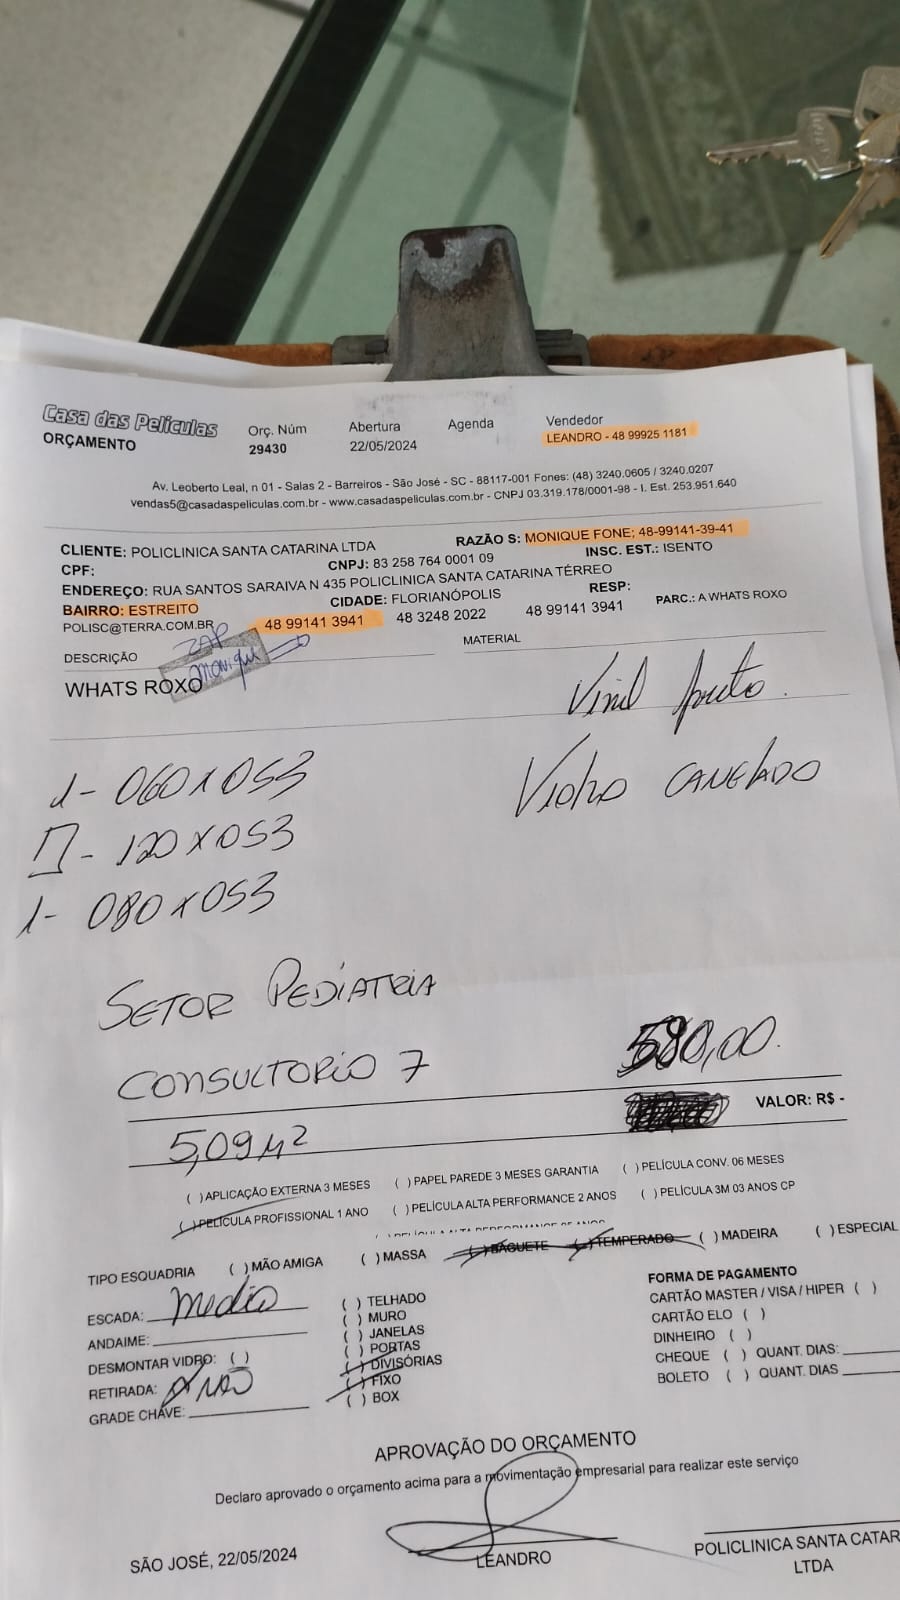 Casa das Películas
ORÇAMENTO
Orç. Núm
29430
Abertura
22/05/2024
Agenda
Vendedor
LEANDRO - 48 99925 1181
Av. Leoberto Leal, n 01 - Salas 2 - Barreiros - São José - SC - 88117-001 Fones: (48) 3240.0605 / 3240.0207
vendas5@casadaspeliculas.com.br - www.casadaspeliculas.com.br - CNPJ 03.319.178/0001-98 - I. Est. 253.951.640
CLIENTE: POLICLINICA SANTA CATARINA LTDA
RAZÃO S: MONIQUE FONE; 48-99141-39-41
CPF:
CNPJ: 83 258 764 0001 09
INSC. EST.: ISENTO
ENDEREÇO: RUA SANTOS SARAIVA N 435 POLICLINICA SANTA CATARINA TÉRREO
BAIRRO: ESTREITO
CIDADE: FLORIANÓPOLIS
RESP:
POLISC@TERRA.COM.BR
48 99141 3941
48 3248 2022
48 99141 3941
PARC.: A WHATS ROXO
ZAP
Monique
DESCRIÇÃO
MATERIAL
WHATS ROXO
Vinil Preto.
1- 060x053
Vidro CANELADO
120x053
1- 080x053
SETOR PEDIATRIA
CONSULTORIO 7
580,00.
VALOR: R$ -
5,09 M2
( ) APLICAÇÃO EXTERNA 3 MESES ( ) PAPEL PAREDE 3 MESES GARANTIA ( ) PELÍCULA CONV. 06 MESES
( ) PELÍCULA PROFISSIONAL 1 ANO ( ) PELÍCULA ALTA PERFORMANCE 2 ANOS ( ) PELÍCULA 3M 03 ANOS CP
TIPO ESQUADRIA ( ) MÃO AMIGA ( ) MASSA ( ) BAGUETE ( ) TEMPERADO ( ) MADEIRA ( ) ESPECIAL
ESCADA: Media
ANDAIME:
DESMONTAR VIDRO: ( )
RETIRADA: NÃO
GRADE CHAVE:
( ) TELHADO
( ) MURO
( ) JANELAS
( ) PORTAS
( ) DIVISÓRIAS
( ) FIXO
( ) BOX
FORMA DE PAGAMENTO
CARTÃO MASTER / VISA / HIPER ( )
CARTÃO ELO ( )
DINHEIRO ( )
CHEQUE ( ) QUANT. DIAS:
BOLETO ( ) QUANT. DIAS
APROVAÇÃO DO ORÇAMENTO
Declaro aprovado o orçamento acima para a movimentação empresarial para realizar este serviço
SÃO JOSÉ, 22/05/2024
LEANDRO
POLICLINICA SANTA CATAR
LTDA